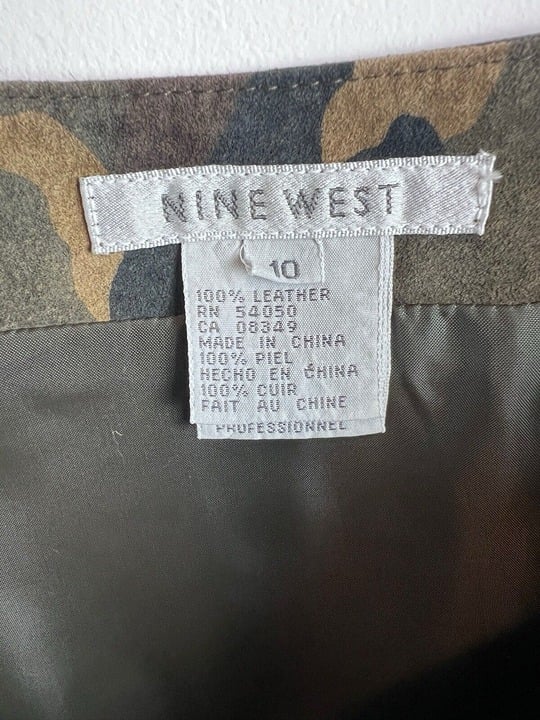 NINE WEST
10
100% LEATHER
RN 54050
CA 08349
MADE IN CHINA
100% PIEL
HECHO EN CHINA
100% CUIR
FAIT AU CHINE
PROFESSIONNEL